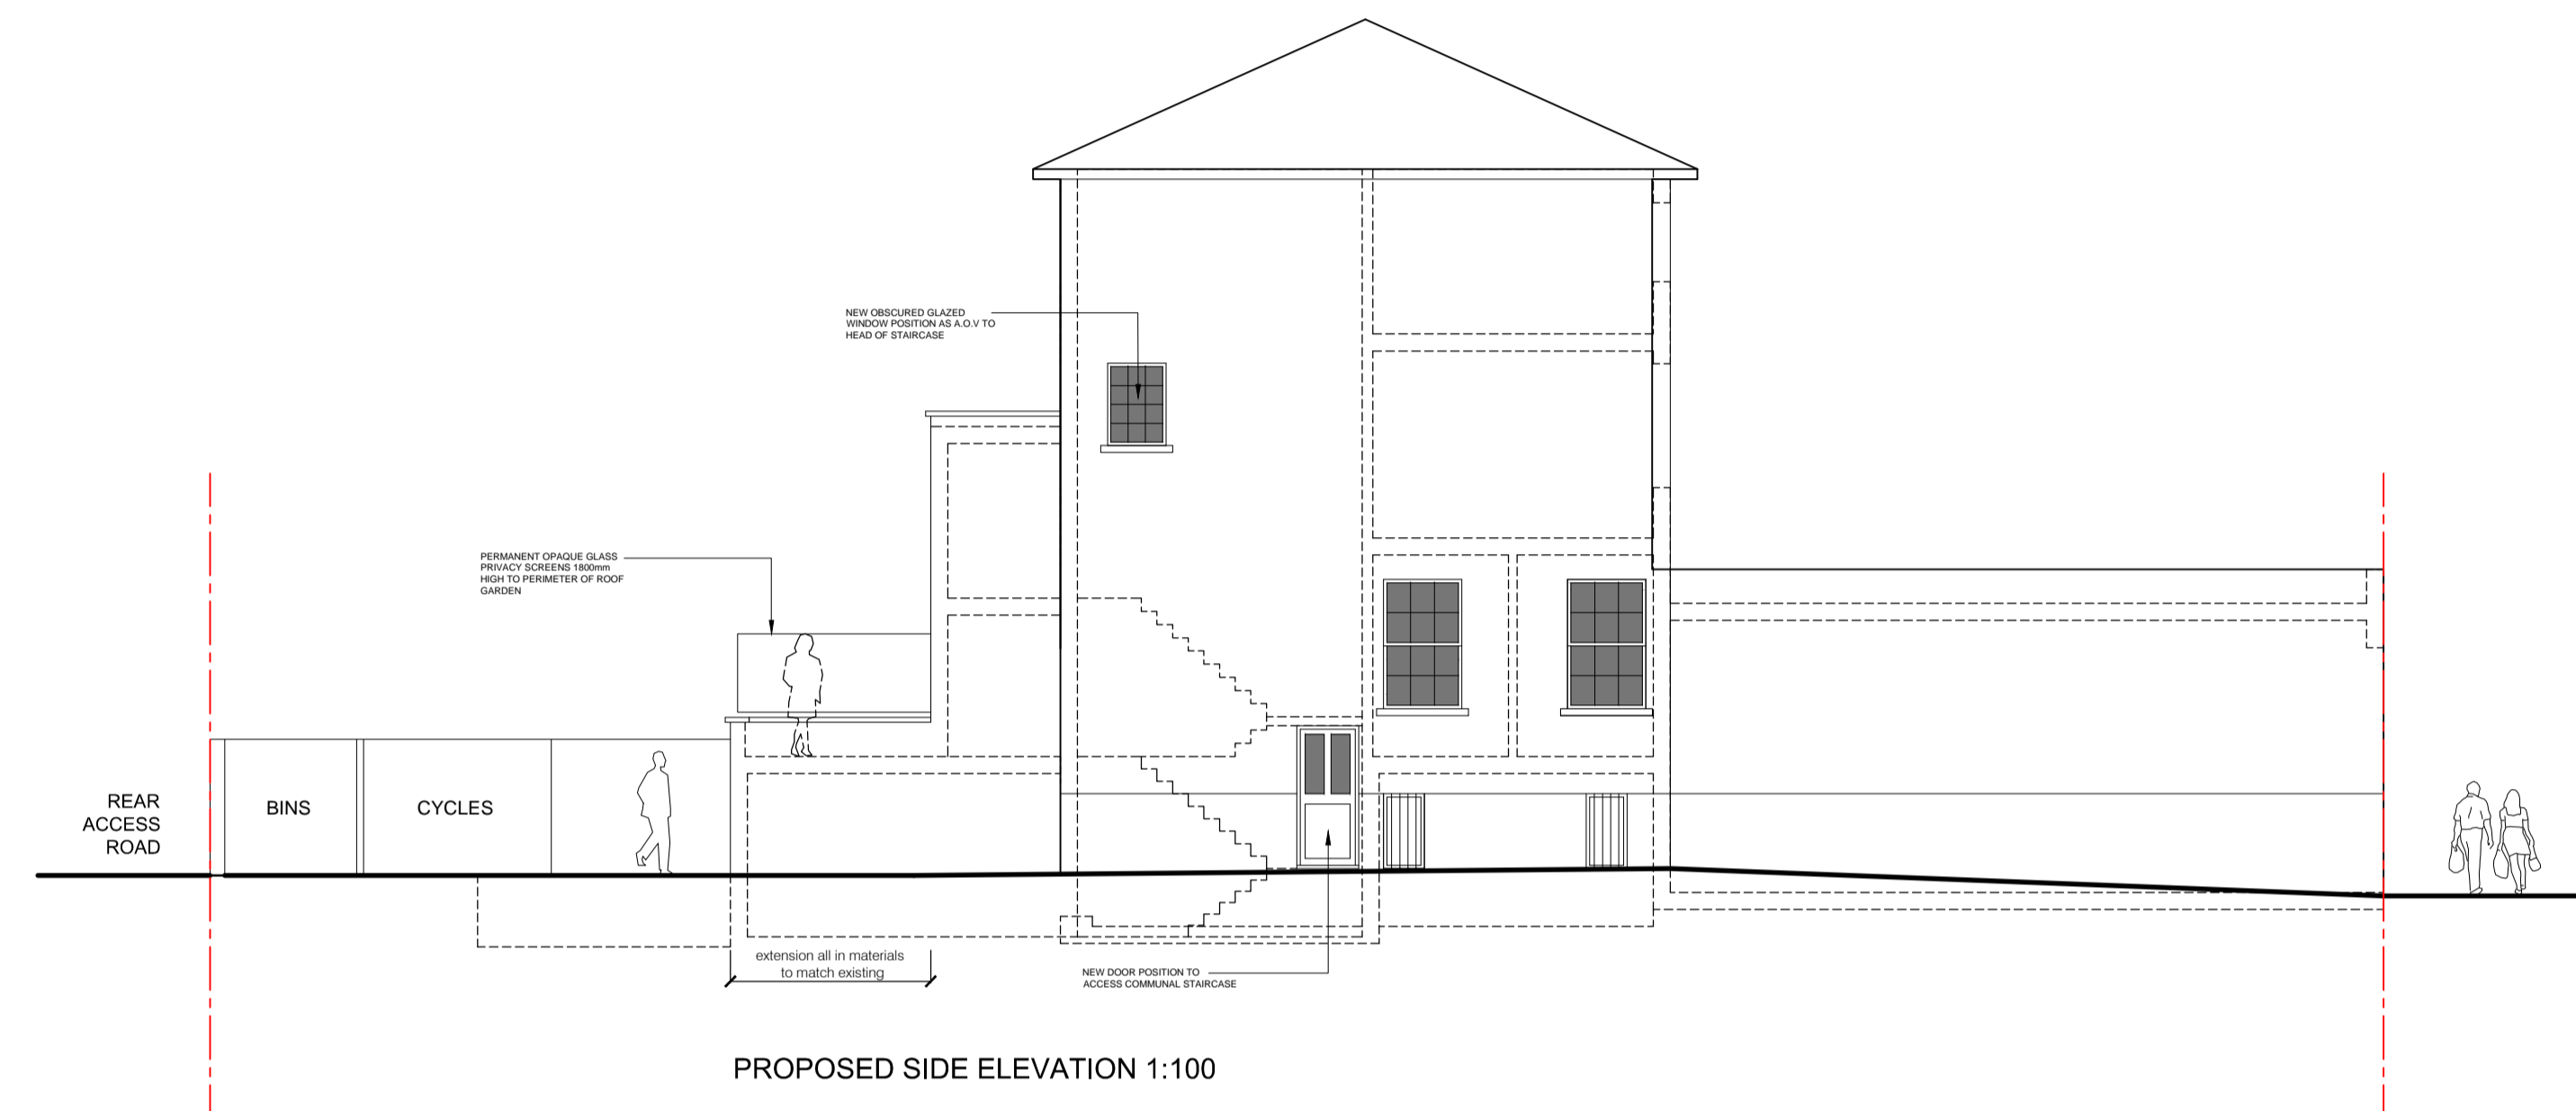 NEW OBSCURED GLAZED
WINDOW POSITION AS A.O.V TO
HEAD OF STAIRCASE
PERMANENT OPAQUE GLASS
PRIVACY SCREENS 1800mm
HIGH TO PERIMETER OF ROOF
GARDEN
REAR
ACCESS
ROAD
BINS
CYCLES
extension all in materials
to match existing
NEW DOOR POSITION TO
ACCESS COMMUNAL STAIRCASE
PROPOSED SIDE ELEVATION 1:100